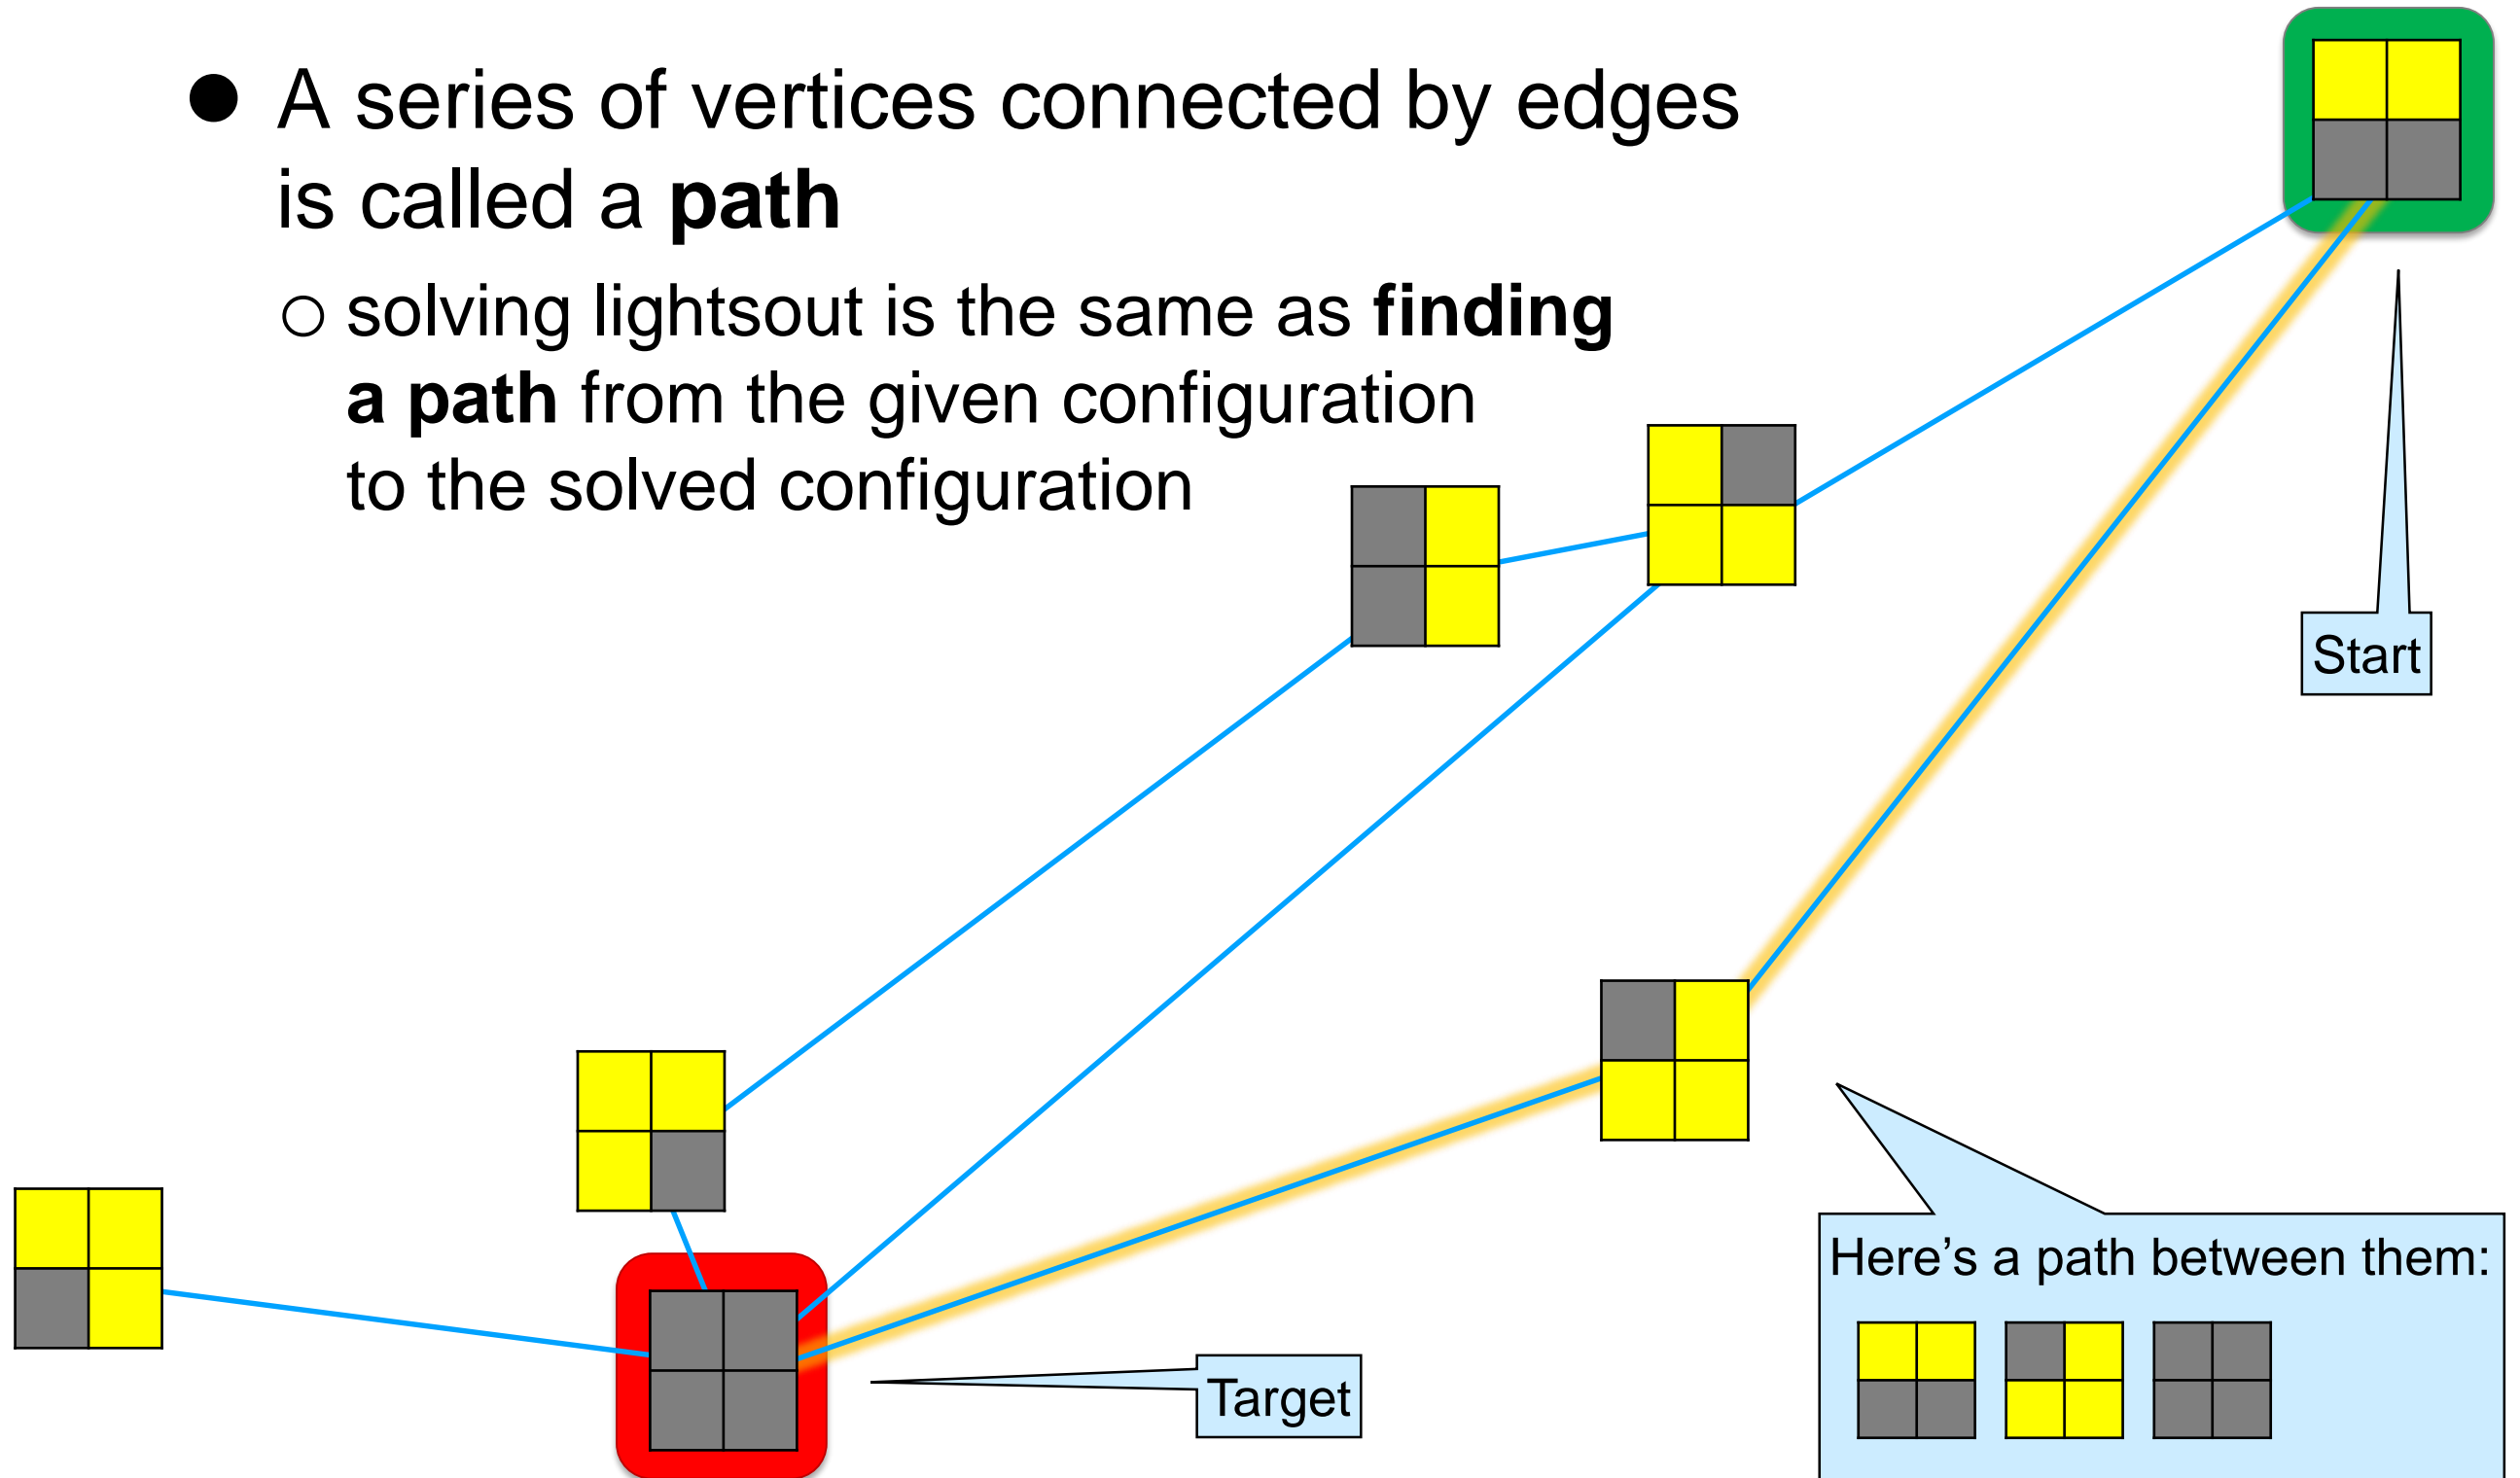 A series of vertices connected by edges
is called a path
solving lightsout is the same as finding
a path from the given configuration
to the solved configuration
Start
Here's a path between them:
Target